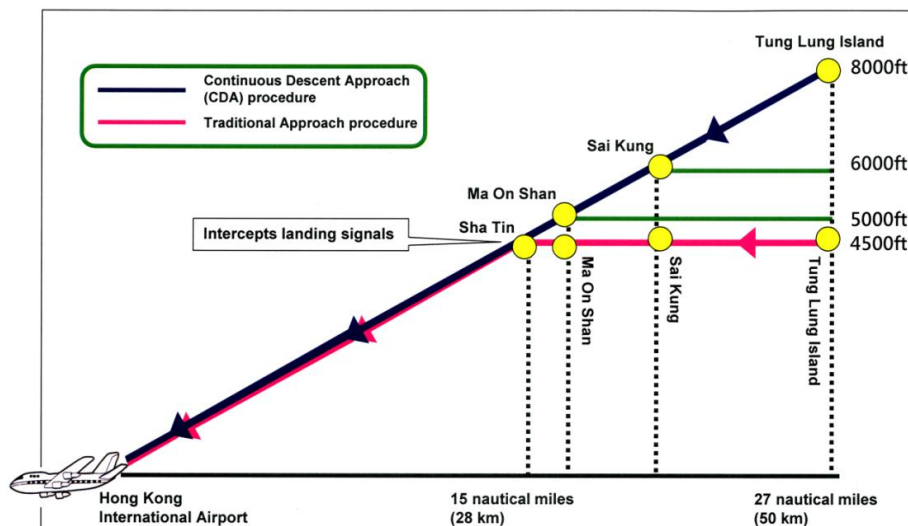 Tung Lung Island
8000ft
Continuous Descent Approach
(CDA) procedure
Traditional Approach procedure
Sai Kung
6000ft
Ma On Shan
5000ft
Intercepts landing signals
Sha Tin
4500ft
Ma On Shan
Sai Kung
Tung Lung Island
Hong Kong
International Airport
15 nautical miles
(28 km)
27 nautical miles
(50 km)